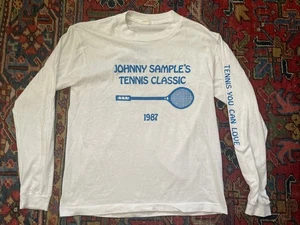 JOHNNY SAMPLE'S
TENNIS CLASSIC
1987
TENNIS YOU CAN LOVE